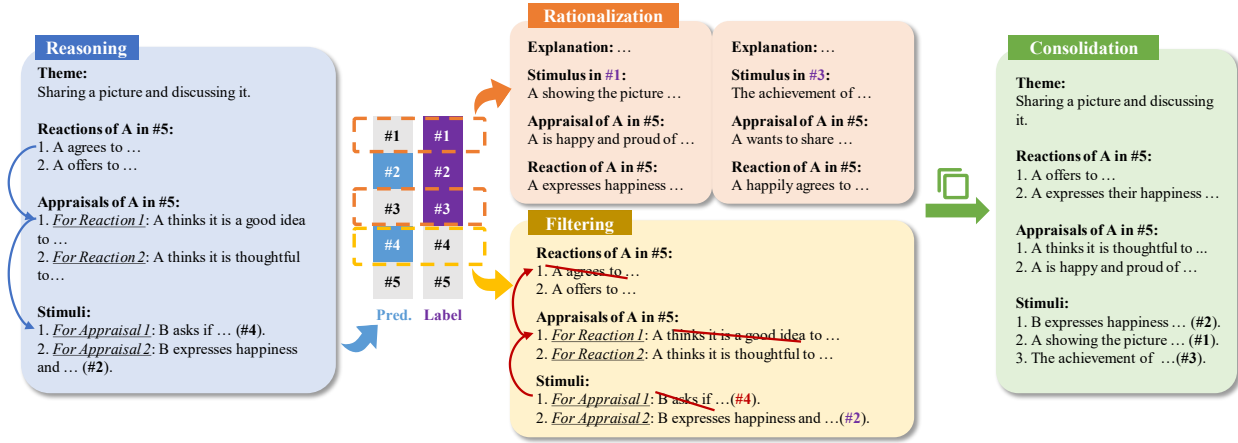 Reasoning
Theme:
Sharing a picture and discussing it.
Reactions of A in #5:
1. A agrees to …
2. A offers to …
Appraisals of A in #5:
1. For Reaction 1: A thinks it is a good idea
to …
2. For Reaction 2: A thinks it is thoughtful
to…
Stimuli:
1. For Appraisal 1: B asks if … (#4).
2. For Appraisal 2: B expresses happiness
and … (#2).
#1 #1
#2 #2
#3 #3
#4 #4
#5 #5
Pred. Label
Rationalization
Explanation: …
Stimulus in #1:
A showing the picture …
Appraisal of A in #5:
A is happy and proud of …
Reaction of A in #5:
A expresses happiness …
Explanation: …
Stimulus in #3:
The achievement of …
Appraisal of A in #5:
A wants to share …
Reaction of A in #5:
A happily agrees to …
Filtering
Reactions of A in #5:
1. A agrees to …
2. A offers to …
Appraisals of A in #5:
1. For Reaction 1: A thinks it is a good idea to …
2. For Reaction 2: A thinks it is thoughtful to …
Stimuli:
1. For Appraisal 1: B asks if …(#4).
2. For Appraisal 2: B expresses happiness and …(#2).
Consolidation
Theme:
Sharing a picture and discussing
it.
Reactions of A in #5:
1. A offers to …
2. A expresses their happiness …
Appraisals of A in #5:
1. A thinks it is thoughtful to ...
2. A is happy and proud of …
Stimuli:
1. B expresses happiness … (#2).
2. A showing the picture … (#1).
3. The achievement of …(#3).